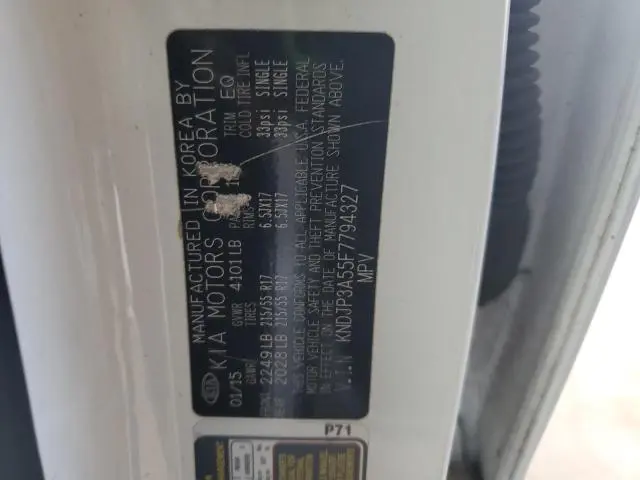 KIA
MANUFACTURED IN KOREA BY
KIA MOTORS CORPORATION
01/15 GVWR 4101LB TRIM EQ
GAWR TIRES RIMS COLD TIRE INFL
2249LB 215/55 R17 6.5JX17 33psi SINGLE
2028LB 215/55 R17 6.5JX17 33psi SINGLE
THIS VEHICLE CONFORMS TO ALL APPLICABLE U.S.A. FEDERAL
MOTOR VEHICLE SAFETY AND THEFT PREVENTION STANDARDS
IN EFFECT ON THE DATE OF MANUFACTURE SHOWN ABOVE.
KNDJP3A55F7794327
MPV
P71